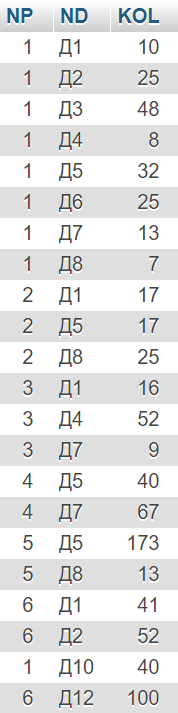 NP ND KOL
1 Д1 10
1 Д2 25
1 Д3 48
1 Д4 8
1 Д5 32
1 Д6 25
1 Д7 13
1 Д8 7
2 Д1 17
2 Д5 17
2 Д8 25
3 Д1 16
3 Д4 52
3 Д7 9
4 Д5 40
4 Д7 67
5 Д5 173
5 Д8 13
6 Д1 41
6 Д2 52
1 Д10 40
6 Д12 100